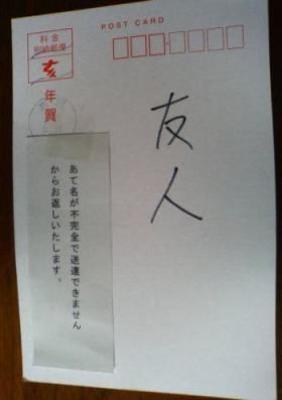 POST CARD
料金
別納郵便
亥
年賀
友人
あて名が不完全で送達できません
からお返しいたします。